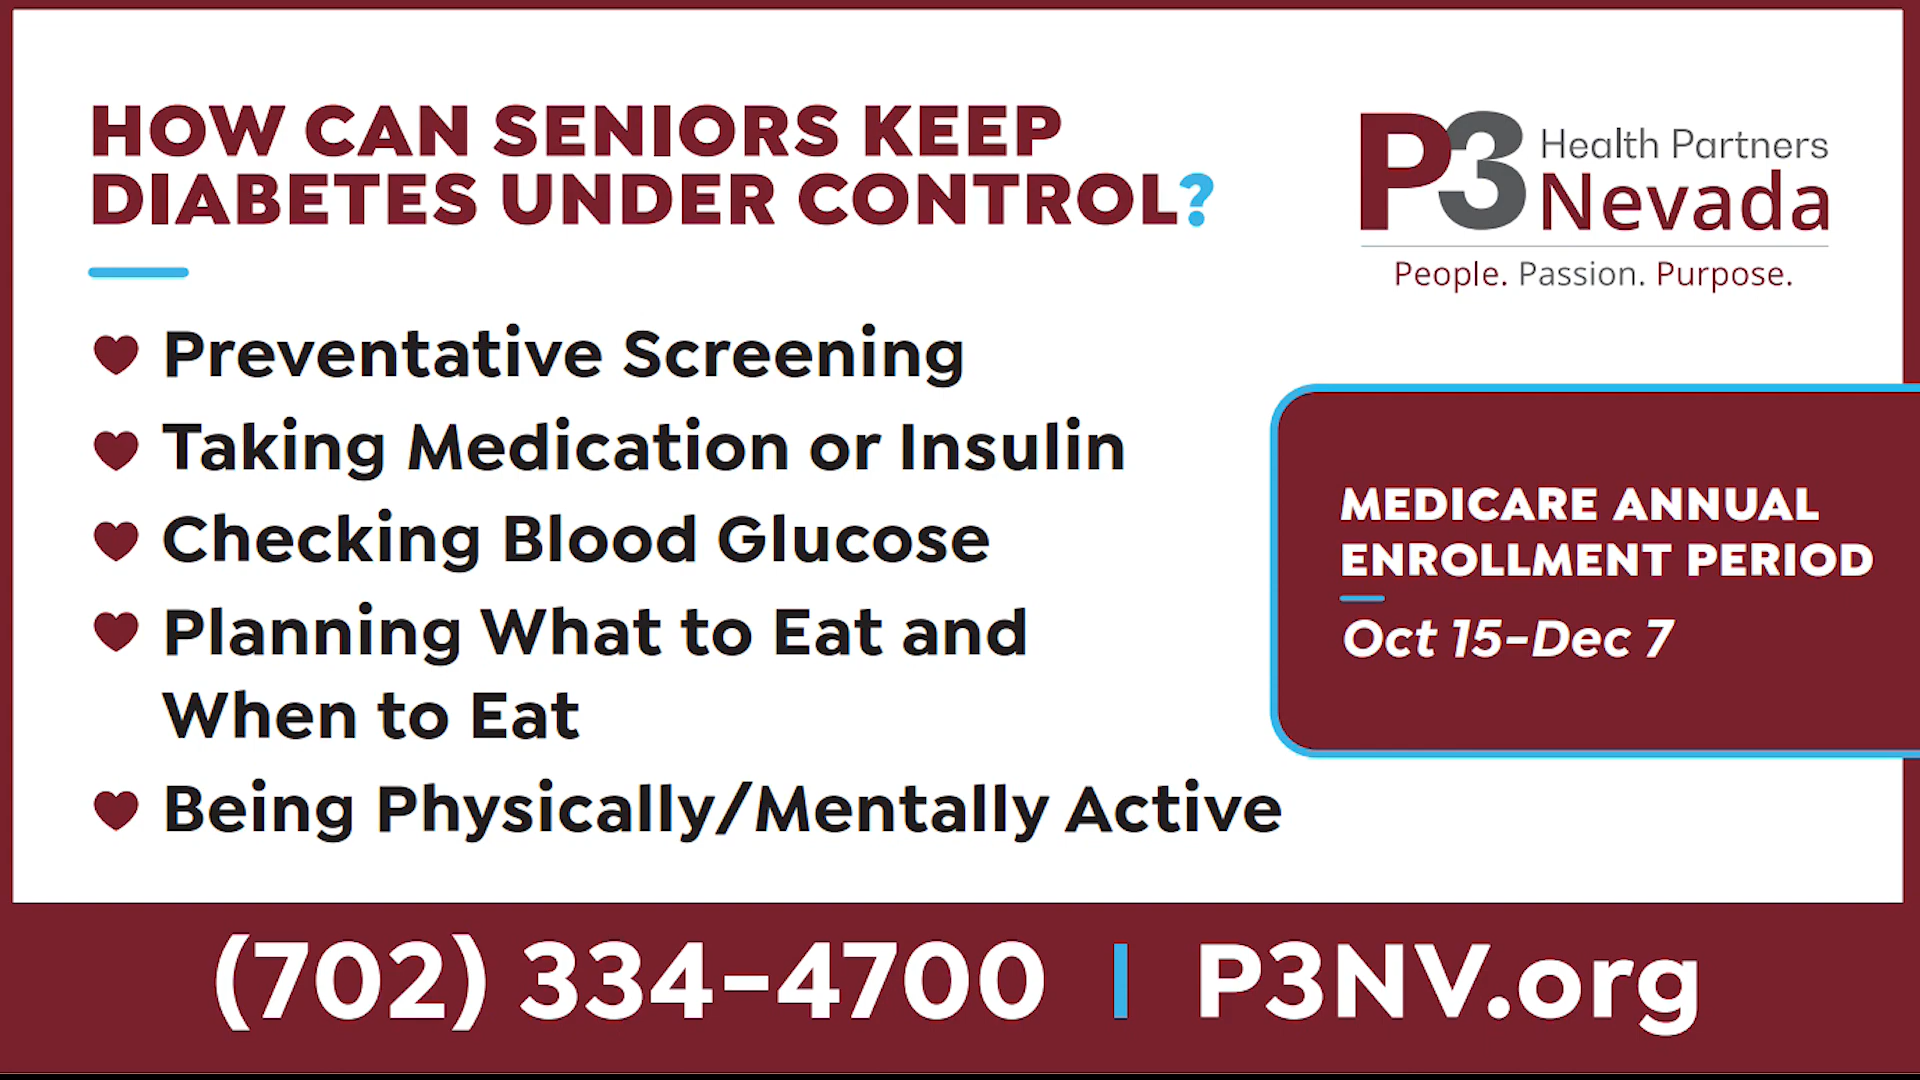 HOW CAN SENIORS KEEP
DIABETES UNDER CONTROL?
Preventative Screening
Taking Medication or Insulin
Checking Blood Glucose
Planning What to Eat and
When to Eat
Being Physically/Mentally Active
P3 Health Partners
Nevada
People. Passion. Purpose.
MEDICARE ANNUAL
ENROLLMENT PERIOD
Oct 15-Dec 7
(702) 334-4700 | P3NV.org